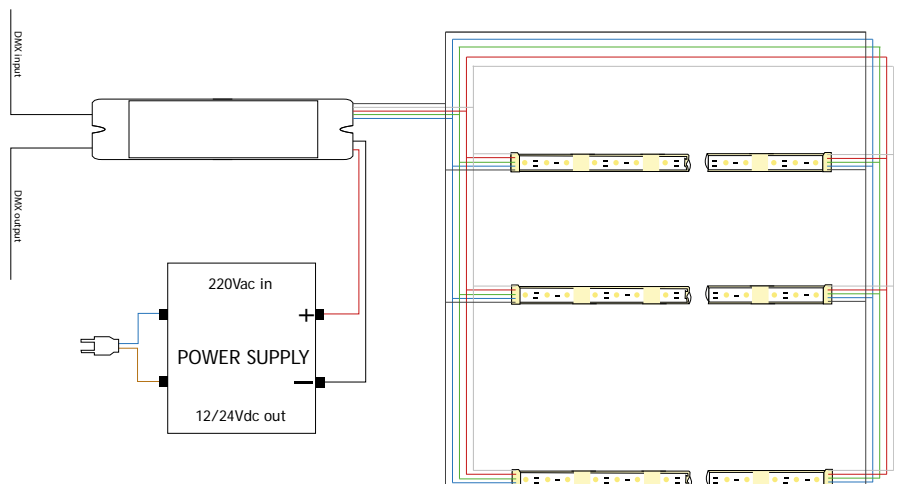 DMX input
DMX output
220Vac in
+
POWER SUPPLY
−
12/24Vdc out